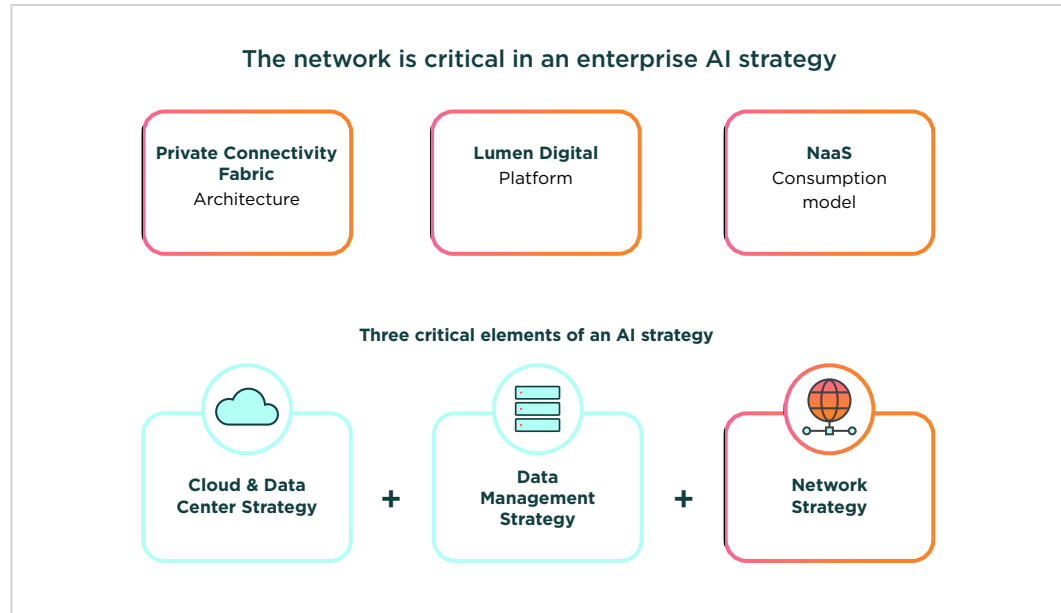 The network is critical in an enterprise AI strategy
Private Connectivity
Fabric
Architecture
Lumen Digital
Platform
NaaS
Consumption
model
Three critical elements of an AI strategy
Cloud & Data
Center Strategy
+
Data
Management
Strategy
+
Network
Strategy